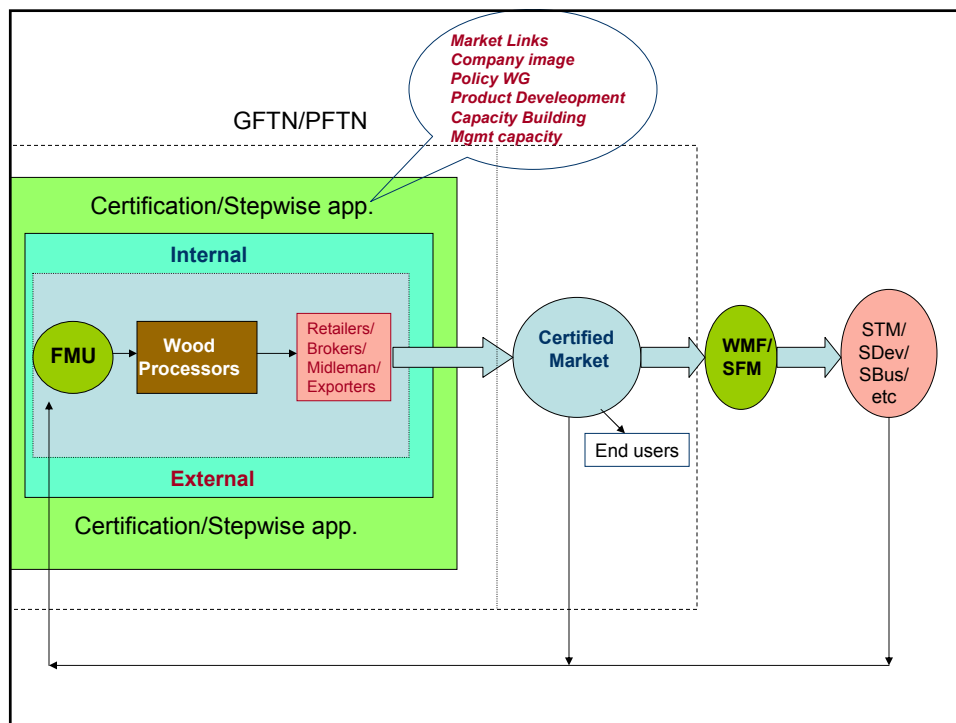 Market Links
Company image
Policy WG
Product Develeopment
Capacity Building
Mgmt capacity
GFTN/PFTN
Certification/Stepwise app.
Internal
FMU
Wood
Processors
Retailers/
Brokers/
Midleman/
Exporters
Certified
Market
WMF/
SFM
STM/
SDev/
SBus/
etc
End users
External
Certification/Stepwise app.